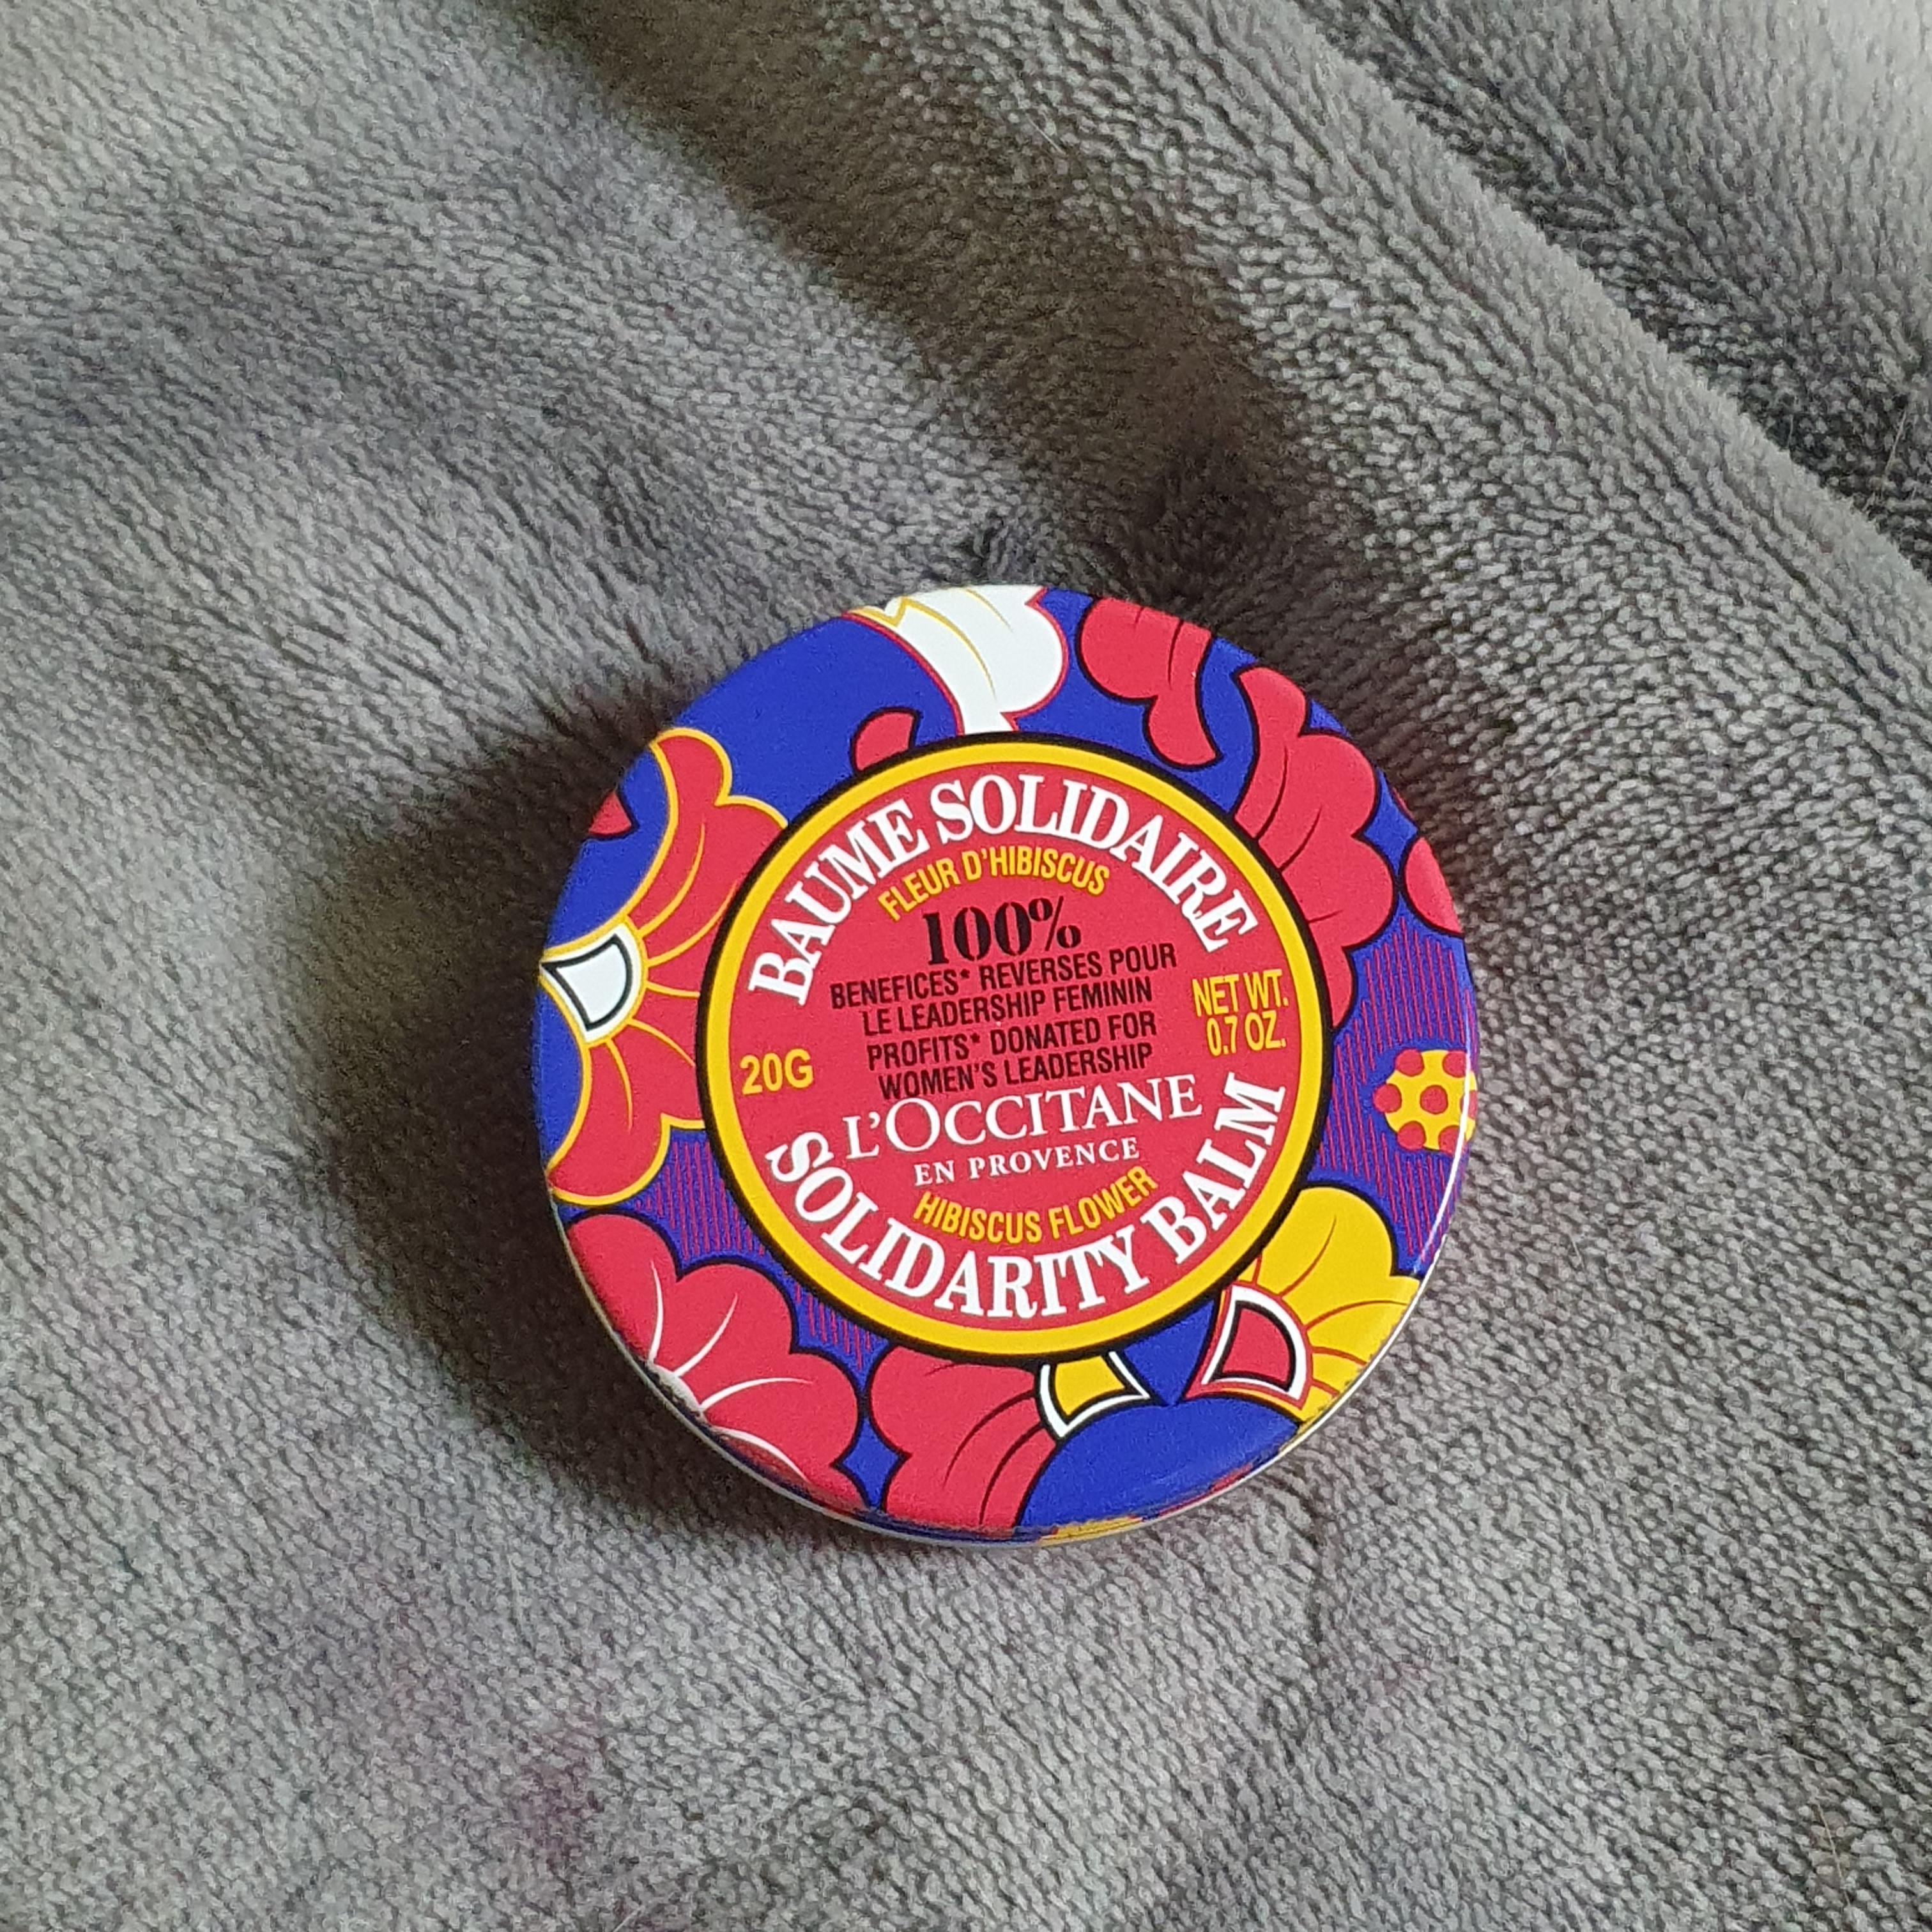 BAUME SOLIDAIRE
FLEUR D'HIBISCUS
100%
BENEFICES* REVERSES POUR
LE LEADERSHIP FEMININ
PROFITS* DONATED FOR
WOMEN'S LEADERSHIP
20G
NET WT.
0.7 OZ.
L'OCCITANE
EN PROVENCE
HIBISCUS FLOWER
SOLIDARITY BALM